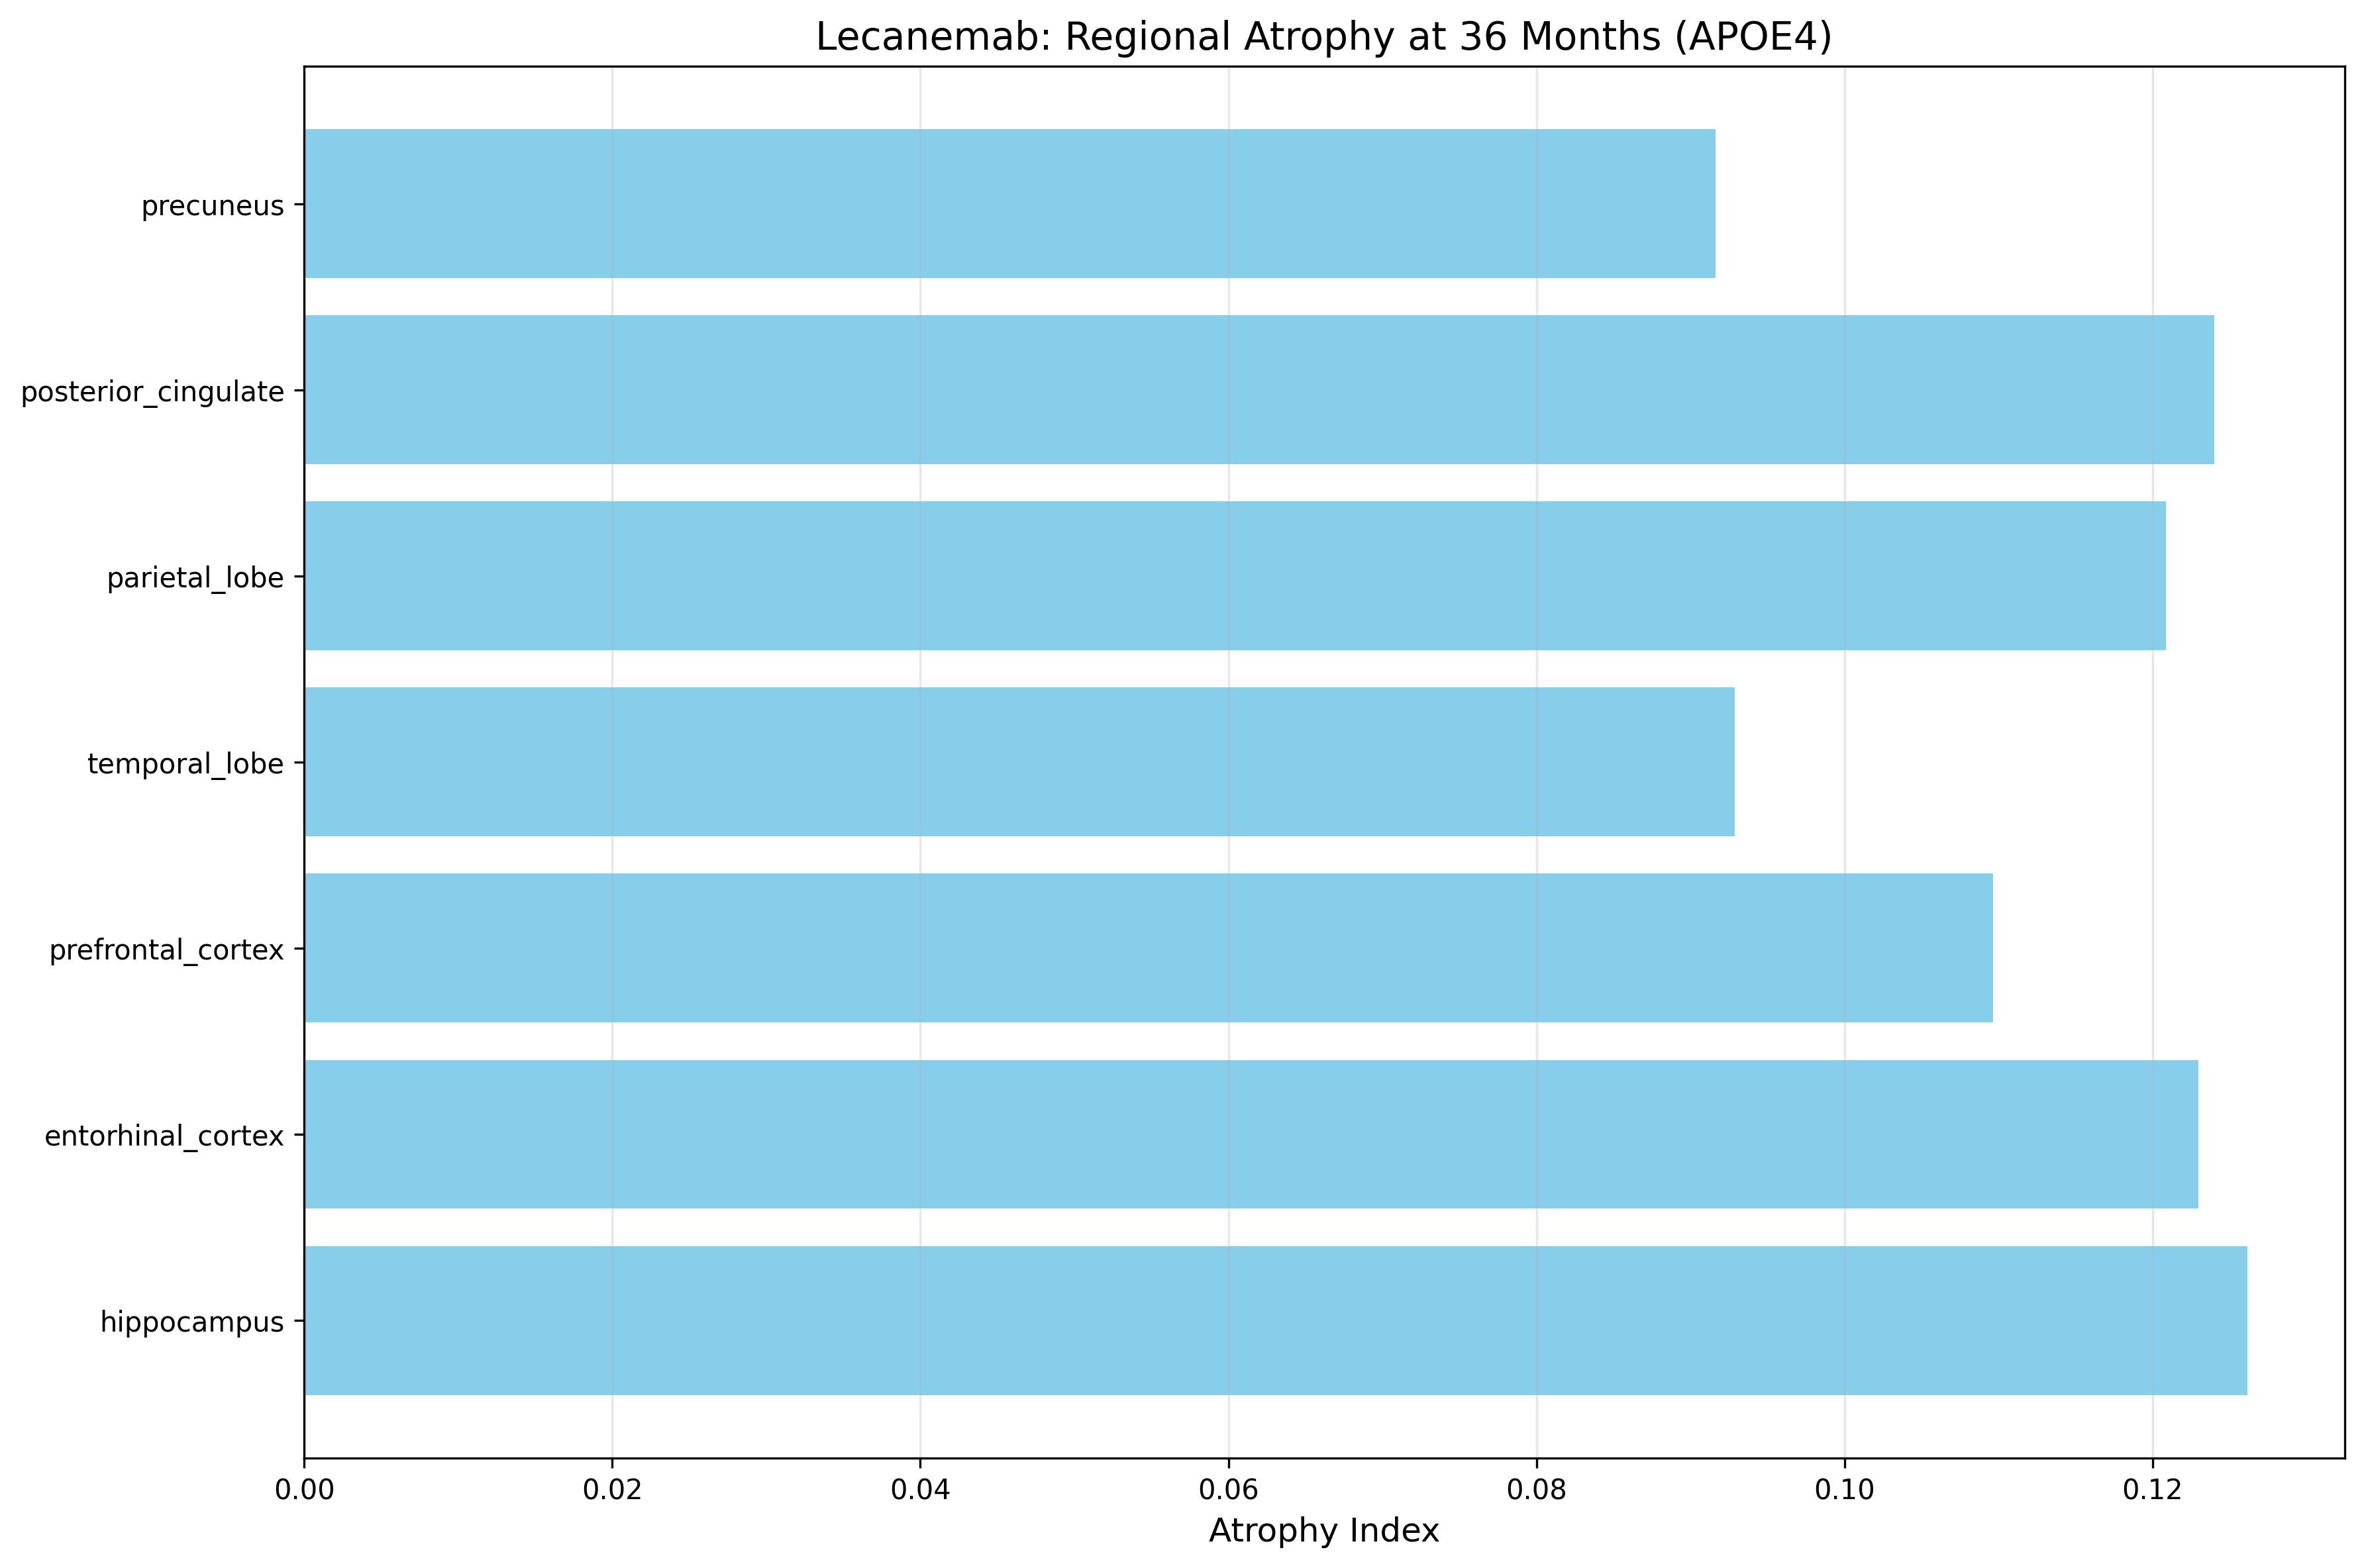 Lecanemab: Regional Atrophy at 36 Months (APOE4)
precuneus
posterior_cingulate
parietal_lobe
temporal_lobe
prefrontal_cortex
entorhinal_cortex
hippocampus
0.00 0.02 0.04 0.06 0.08 0.10 0.12
Atrophy Index